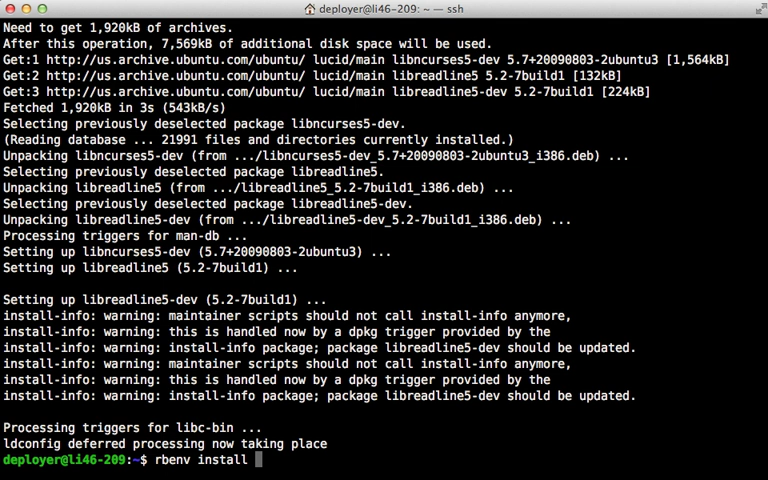 deployer@li46-209: ~ — ssh
Need to get 1,920kB of archives.
After this operation, 7,569kB of additional disk space will be used.
Get:1 http://us.archive.ubuntu.com/ubuntu/ lucid/main libncurses5-dev 5.7+20090803-2ubuntu3 [1,564kB]
Get:2 http://us.archive.ubuntu.com/ubuntu/ lucid/main libreadline5 5.2-7build1 [132kB]
Get:3 http://us.archive.ubuntu.com/ubuntu/ lucid/main libreadline5-dev 5.2-7build1 [224kB]
Fetched 1,920kB in 3s (543kB/s)
Selecting previously deselected package libncurses5-dev.
(Reading database ... 21991 files and directories currently installed.)
Unpacking libncurses5-dev (from .../libncurses5-dev_5.7+20090803-2ubuntu3_i386.deb) ...
Selecting previously deselected package libreadline5.
Unpacking libreadline5 (from .../libreadline5_5.2-7build1_i386.deb) ...
Selecting previously deselected package libreadline5-dev.
Unpacking libreadline5-dev (from .../libreadline5-dev_5.2-7build1_i386.deb) ...
Processing triggers for man-db ...
Setting up libncurses5-dev (5.7+20090803-2ubuntu3) ...
Setting up libreadline5 (5.2-7build1) ...
Setting up libreadline5-dev (5.2-7build1) ...
install-info: warning: maintainer scripts should not call install-info anymore,
install-info: warning: this is handled now by a dpkg trigger provided by the
install-info: warning: install-info package; package libreadline5-dev should be updated.
install-info: warning: maintainer scripts should not call install-info anymore,
install-info: warning: this is handled now by a dpkg trigger provided by the
install-info: warning: install-info package; package libreadline5-dev should be updated.
Processing triggers for libc-bin ...
ldconfig deferred processing now taking place
deployer@li46-209:~$ rbenv install